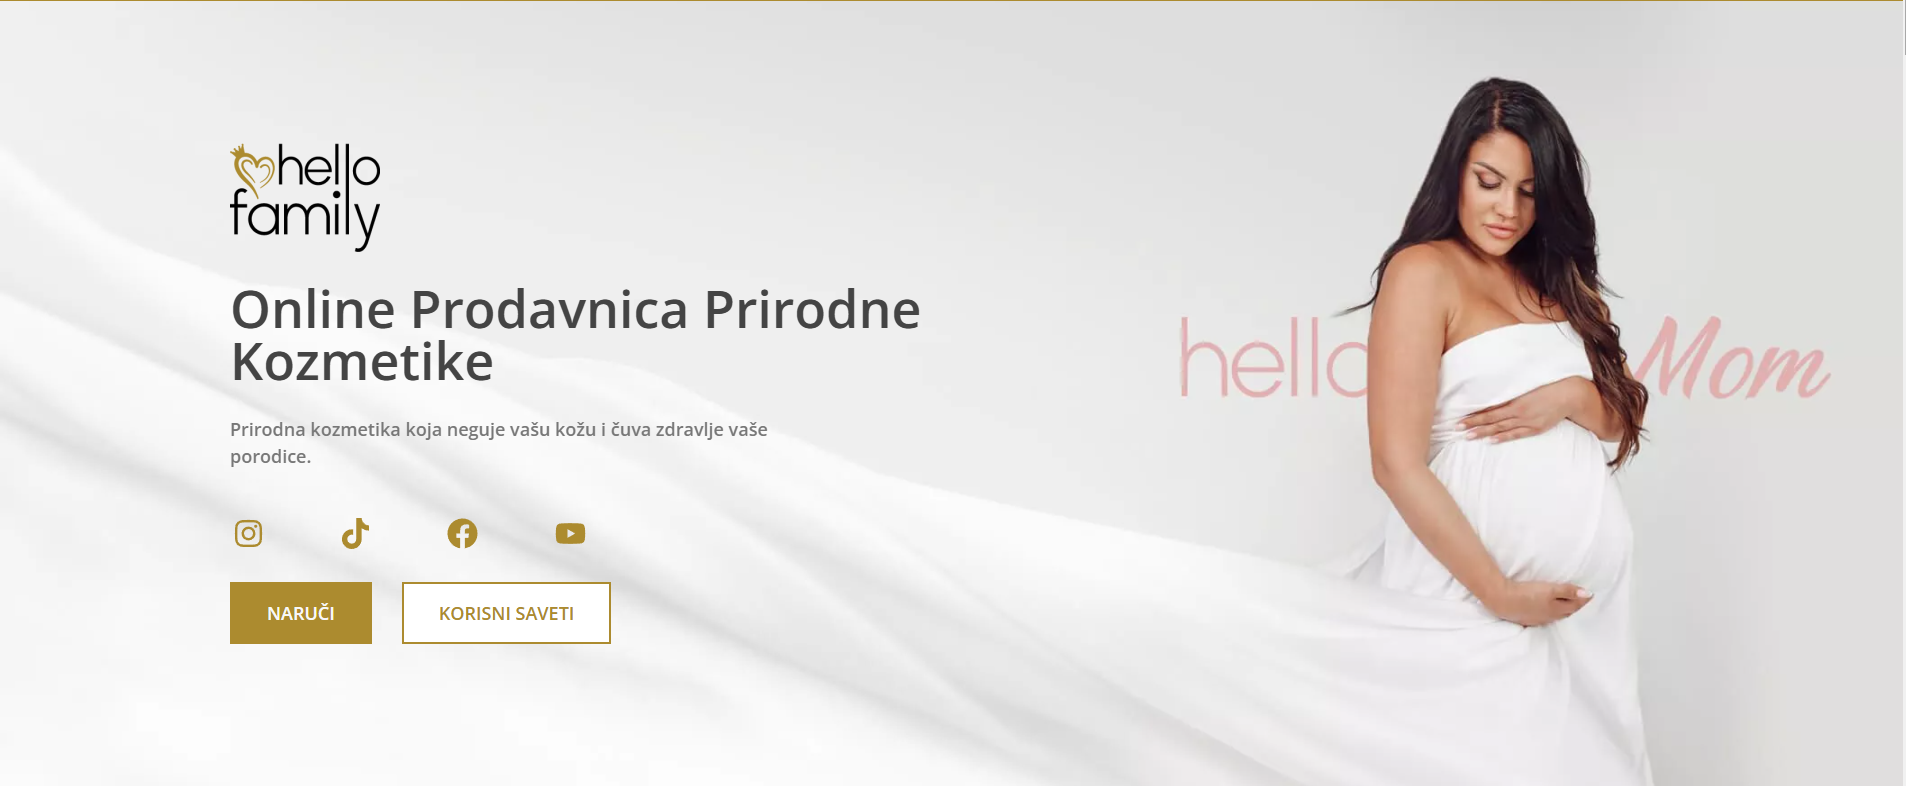 hello
family
Online Prodavnica Prirodne
Kozmetike
Prirodna kozmetika koja neguje vašu kožu i čuva zdravlje vaše
porodice.
hello Mom
NARUČI
KORISNI SAVETI